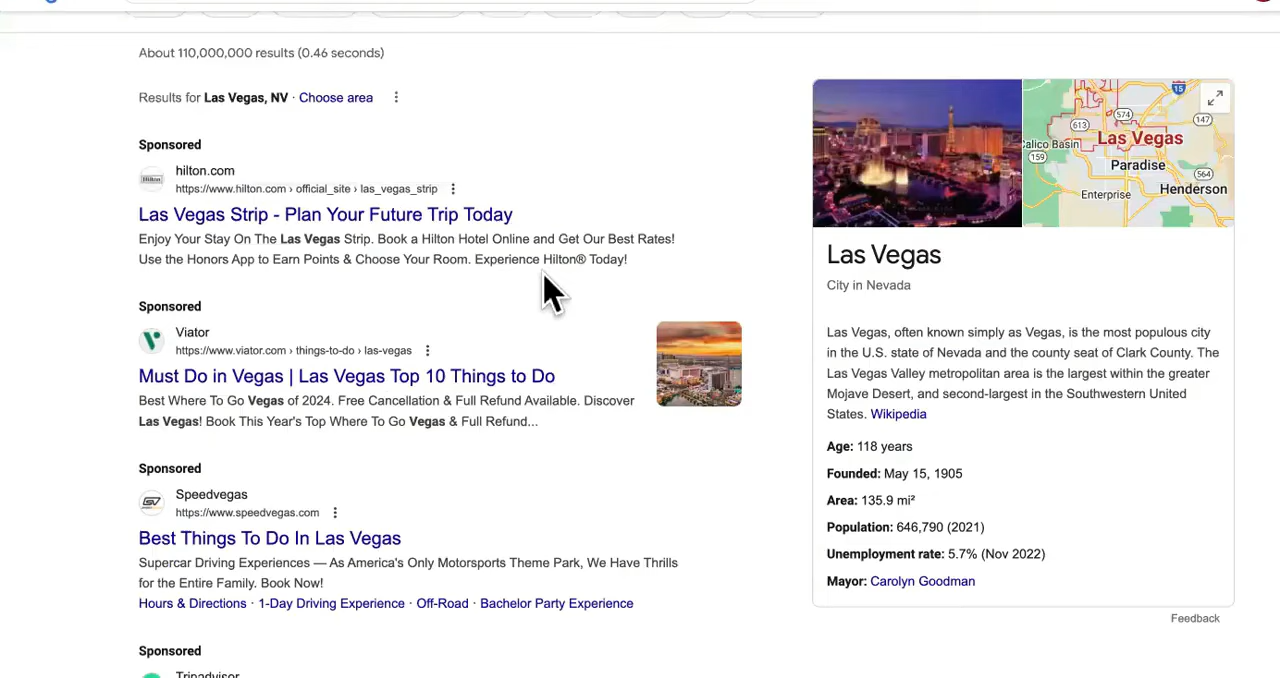 About 110,000,000 results (0.46 seconds)
Results for Las Vegas, NV · Choose area
Sponsored
Hilton
hilton.com
https://www.hilton.com › official_site › las_vegas_strip
Las Vegas Strip - Plan Your Future Trip Today
Enjoy Your Stay On The Las Vegas Strip. Book a Hilton Hotel Online and Get Our Best Rates!
Use the Honors App to Earn Points & Choose Your Room. Experience Hilton® Today!
Sponsored
Viator
https://www.viator.com › things-to-do › las-vegas
Must Do in Vegas | Las Vegas Top 10 Things to Do
Best Where To Go Vegas of 2024. Free Cancellation & Full Refund Available. Discover
Las Vegas! Book This Year's Top Where To Go Vegas & Full Refund...
Sponsored
SV
Speedvegas
https://www.speedvegas.com
Best Things To Do In Las Vegas
Supercar Driving Experiences — As America's Only Motorsports Theme Park, We Have Thrills
for the Entire Family. Book Now!
Hours & Directions · 1-Day Driving Experience · Off-Road · Bachelor Party Experience
Sponsored
Tripadvisor
15
574
613
147
Las Vegas
Calico Basin
159
Paradise
564
Enterprise
Henderson
Las Vegas
City in Nevada
Las Vegas, often known simply as Vegas, is the most populous city
in the U.S. state of Nevada and the county seat of Clark County. The
Las Vegas Valley metropolitan area is the largest within the greater
Mojave Desert, and second-largest in the Southwestern United
States. Wikipedia
Age: 118 years
Founded: May 15, 1905
Area: 135.9 mi²
Population: 646,790 (2021)
Unemployment rate: 5.7% (Nov 2022)
Mayor: Carolyn Goodman
Feedback